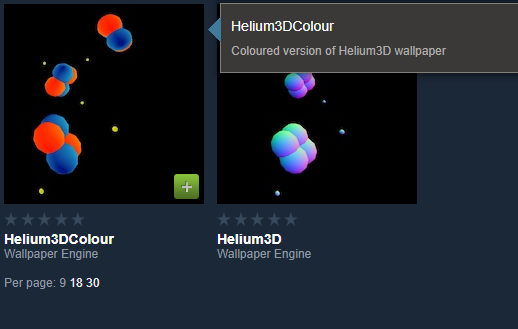 Helium3DColour
Coloured version of Helium3D wallpaper
Helium3DColour
Wallpaper Engine
Helium3D
Wallpaper Engine
Per page: 9 18 30